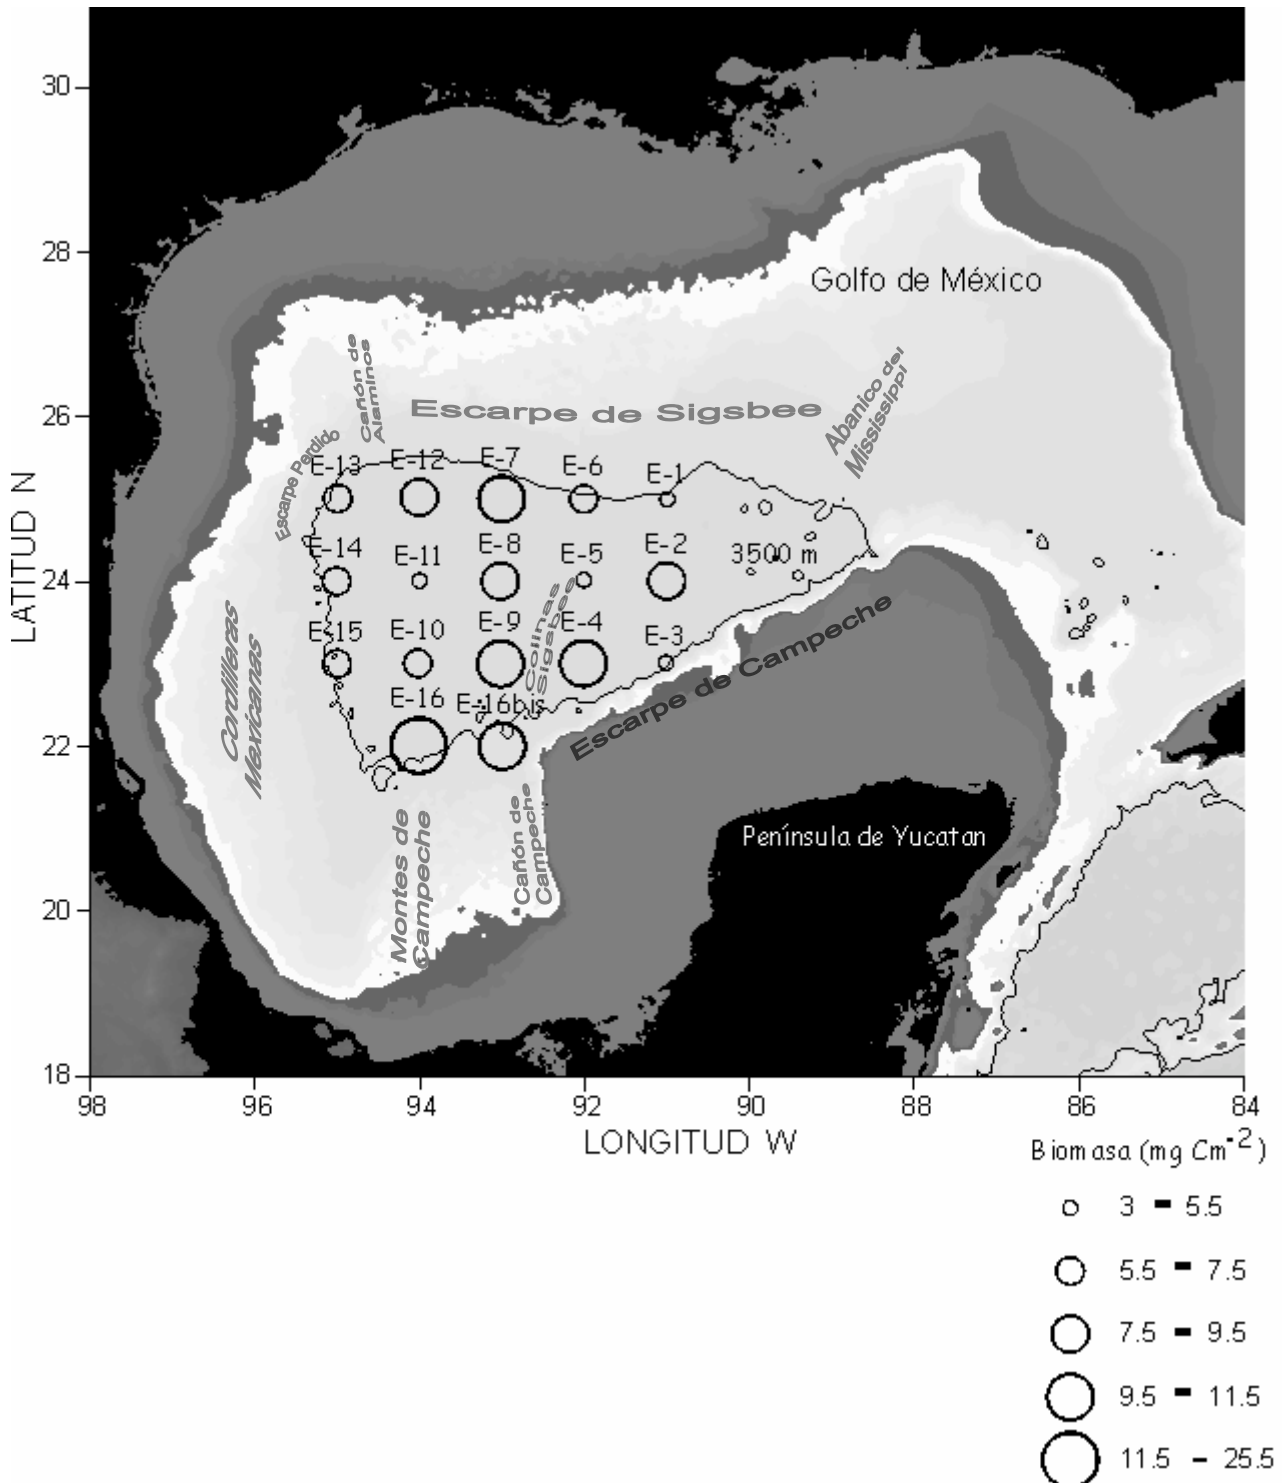 30
28
Golfo de México
Cañón de
Alaminos
Abanico del
Mississippi
26
Escarpe de Sigsbee
Escarpe Perdido
E-13
E-12
E-7
E-6
E-1
LATITUD N
E-14
E-11
E-8
E-5
E-2
3500 m
24
Colinas
Sigsbee
Escarpe de Campeche
Cordilleras
Mexicanas
E-15
E-10
E-9
E-4
E-3
E-16
E-16bis
22
Montes de
Campeche
Cañón de
Campeche
Península de Yucatan
20
18
98 96 94 92 90 88 86 84
LONGITUD W
Biomasa (mg Cm-2)
3 - 5.5
5.5 - 7.5
7.5 - 9.5
9.5 - 11.5
11.5 - 25.5